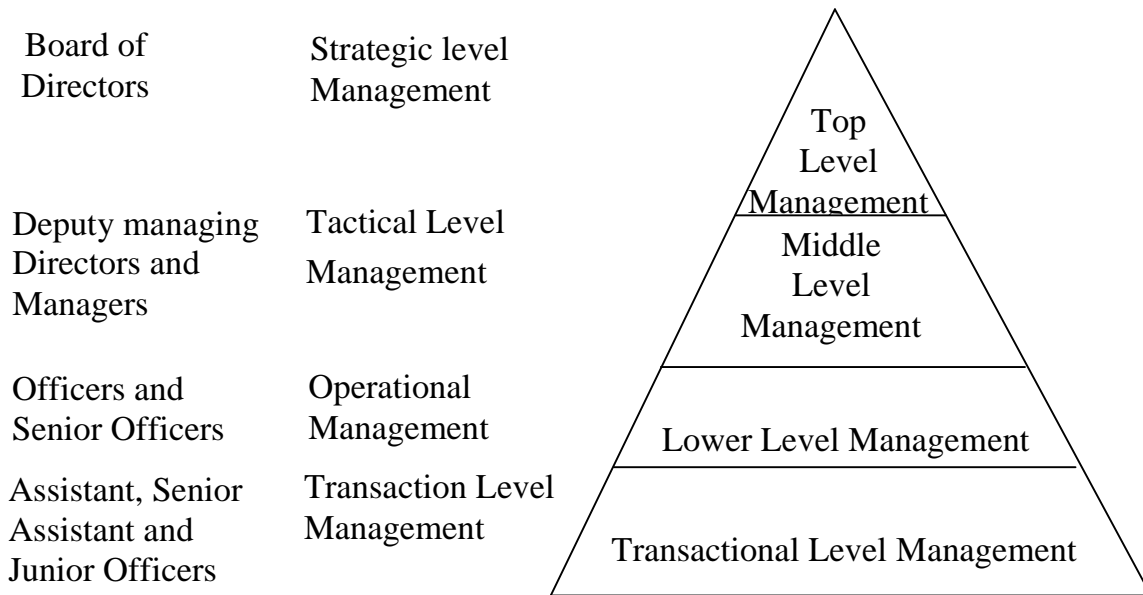 Board of
Directors
Strategic level
Management
Top
Level
Management
Deputy managing
Directors and
Managers
Tactical Level
Management
Middle
Level
Management
Officers and
Senior Officers
Operational
Management
Lower Level Management
Assistant, Senior
Assistant and
Junior Officers
Transaction Level
Management
Transactional Level Management